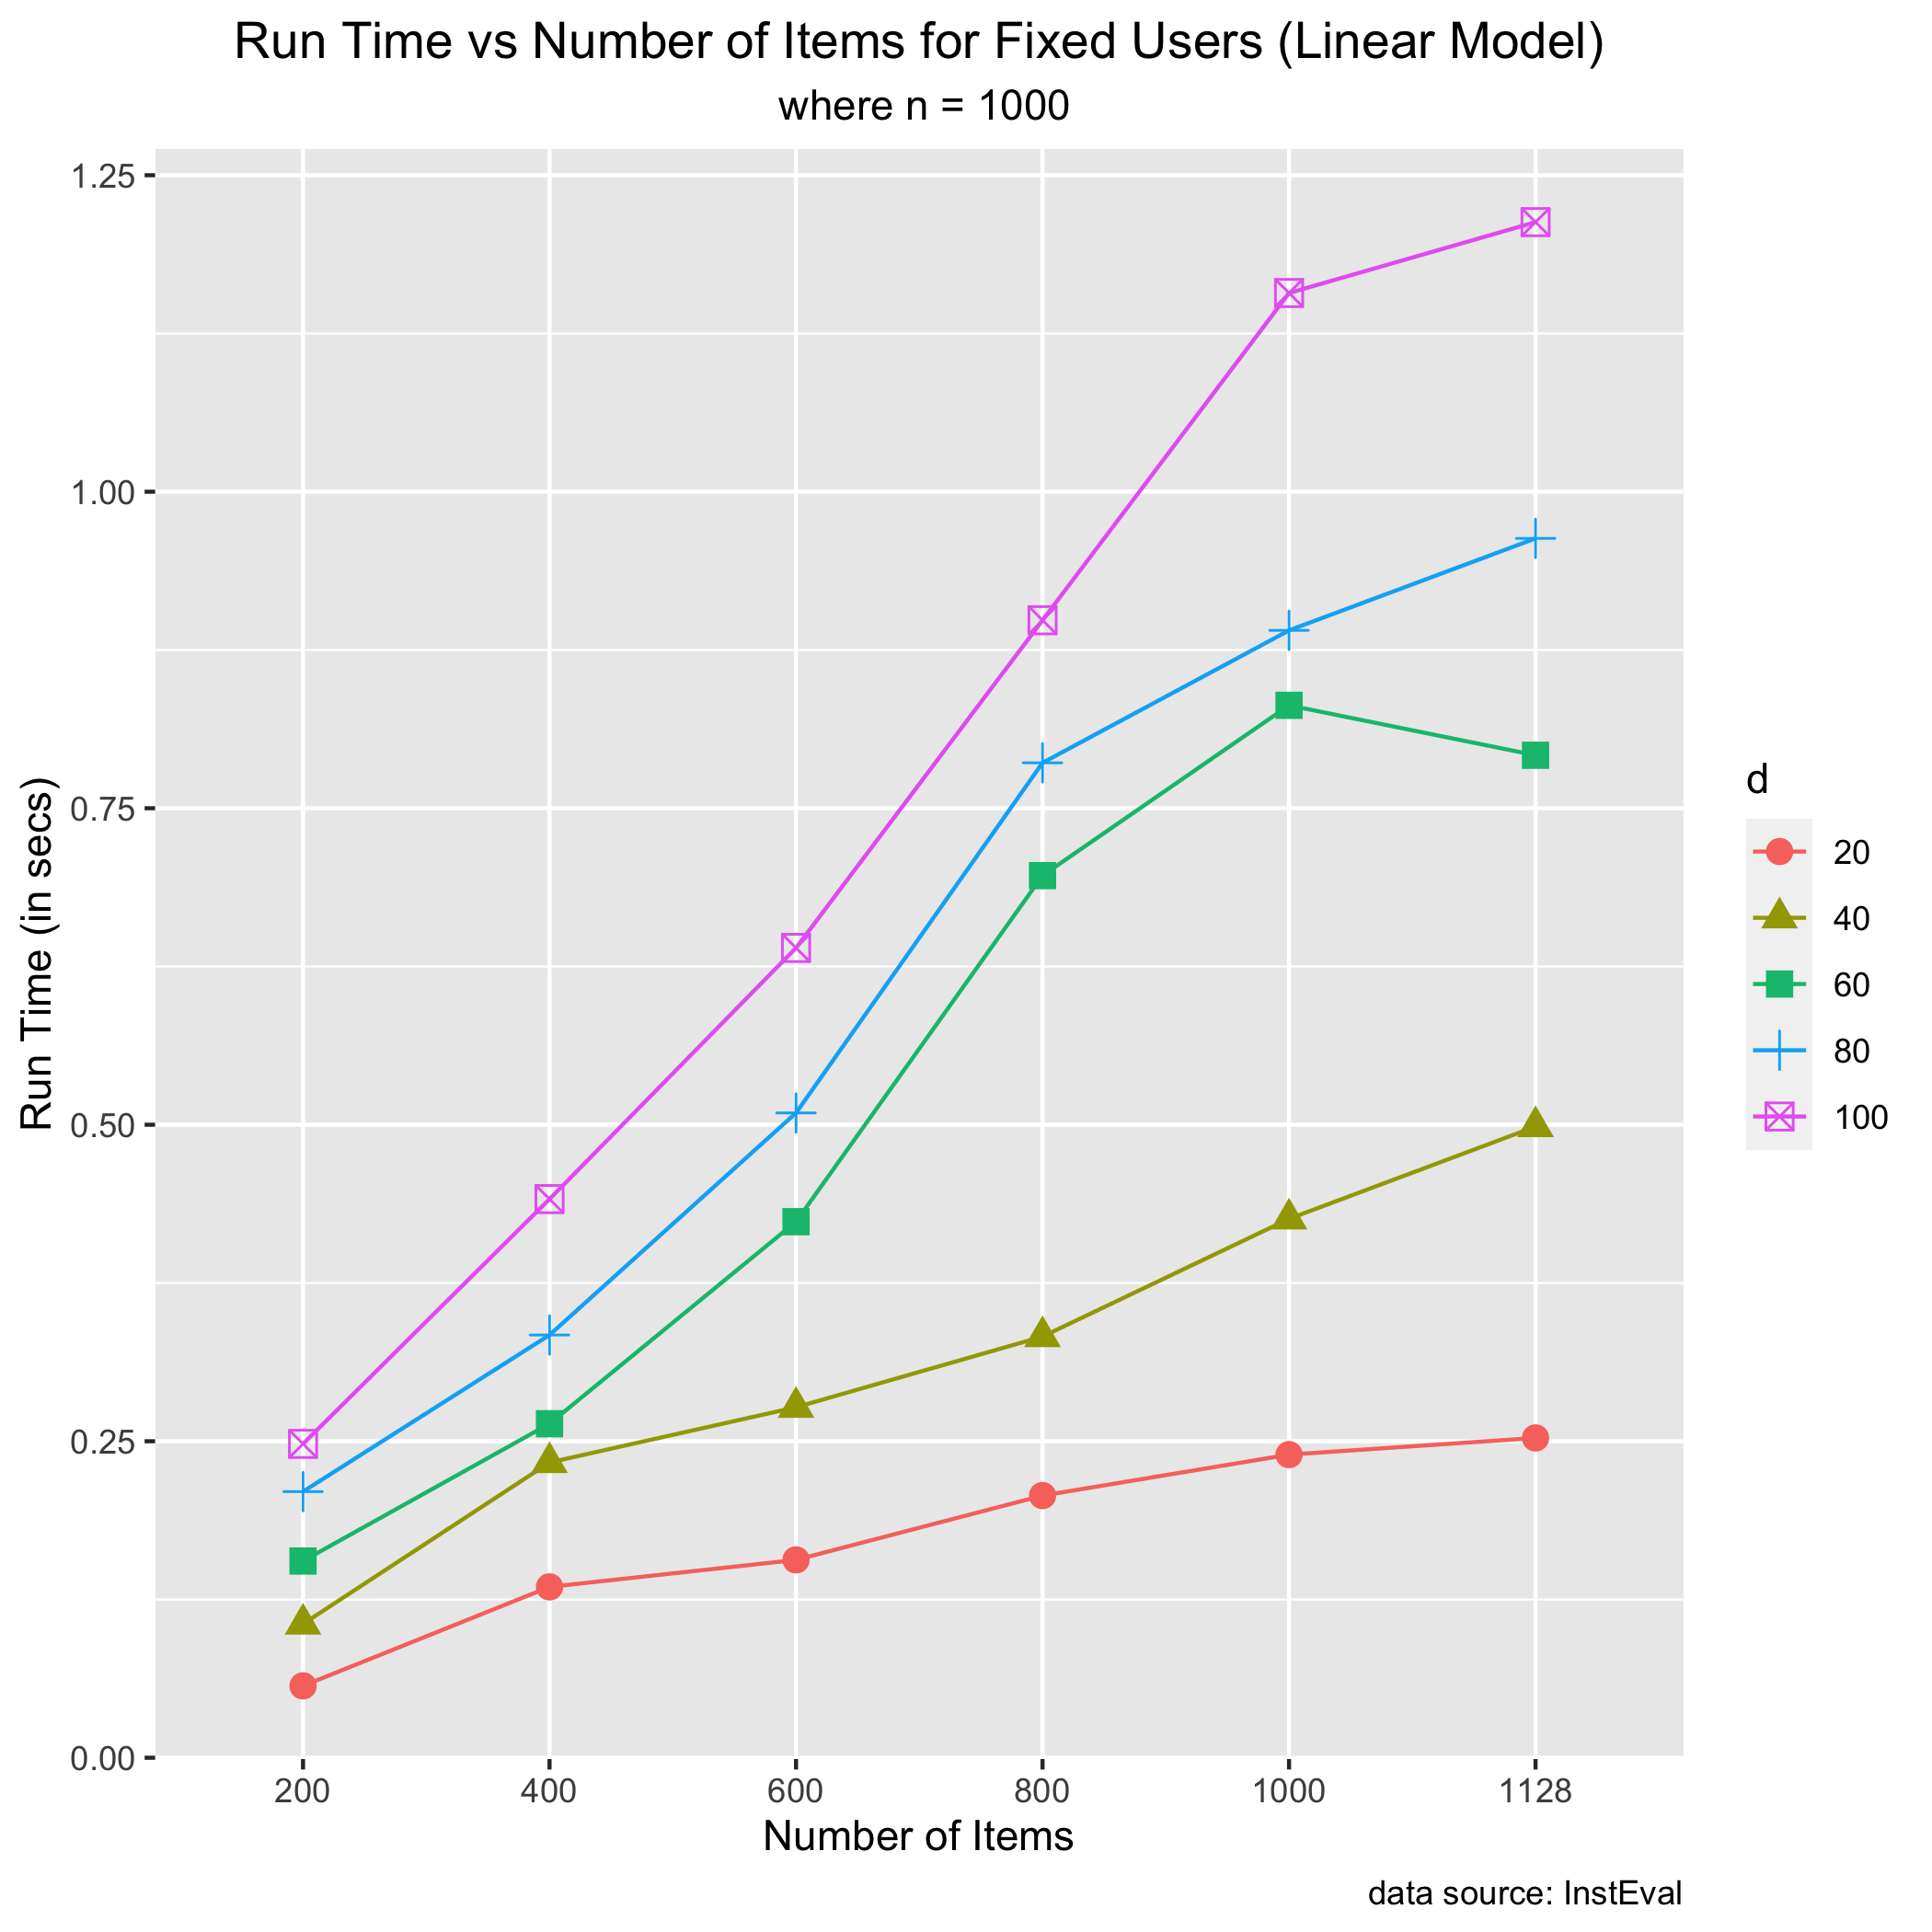 Run Time vs Number of Items for Fixed Users (Linear Model)
where n = 1000
Run Time (in secs)
1.25
1.00
0.75
0.50
0.25
0.00
200 400 600 800 1000 1128
Number of Items
d
20
40
60
80
100
data source: InstEval